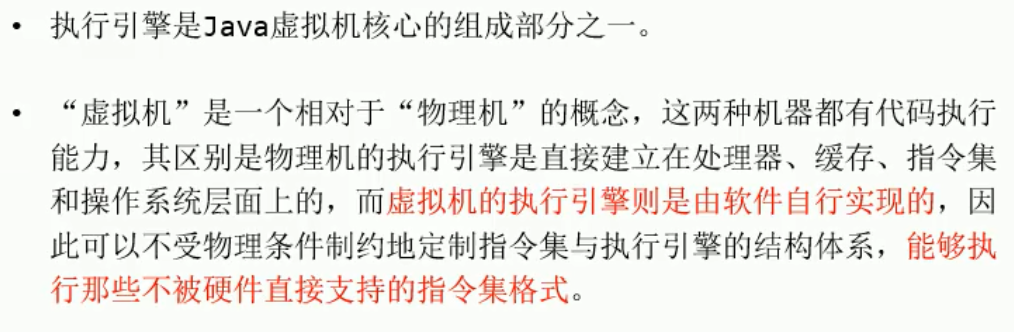 • 执行引擎是Java虚拟机核心的组成部分之一。
• “虚拟机”是一个相对于“物理机”的概念，这两种机器都有代码执行
能力，其区别是物理机的执行引擎是直接建立在处理器、缓存、指令集
和操作系统层面上的，而虚拟机的执行引擎则是由软件自行实现的，因
此可以不受物理条件制约地定制指令集与执行引擎的结构体系，能够执
行那些不被硬件直接支持的指令集格式。